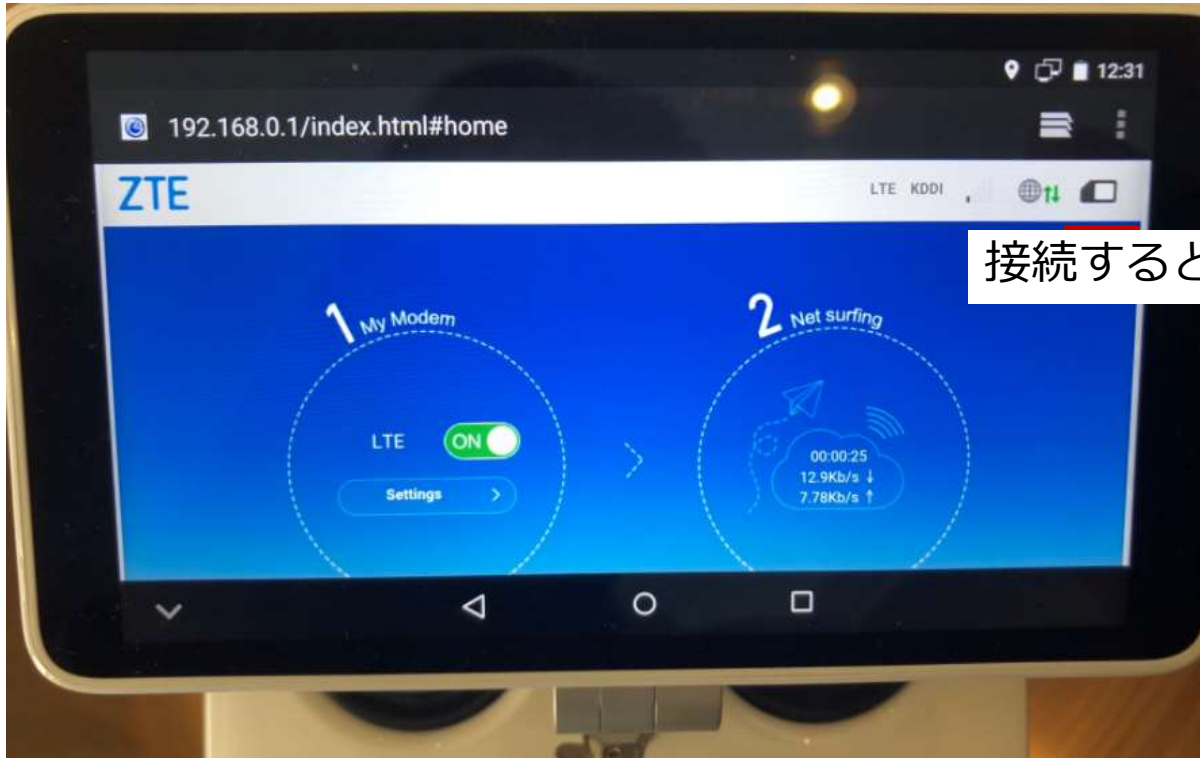 12:31
192.168.0.1/index.html#home
ZTE
LTE KDDI
接続すると
1 My Modem
2 Net surfing
LTE ON
Settings
00:00:25
12.9Kb/s ↓
7.78Kb/s ↑